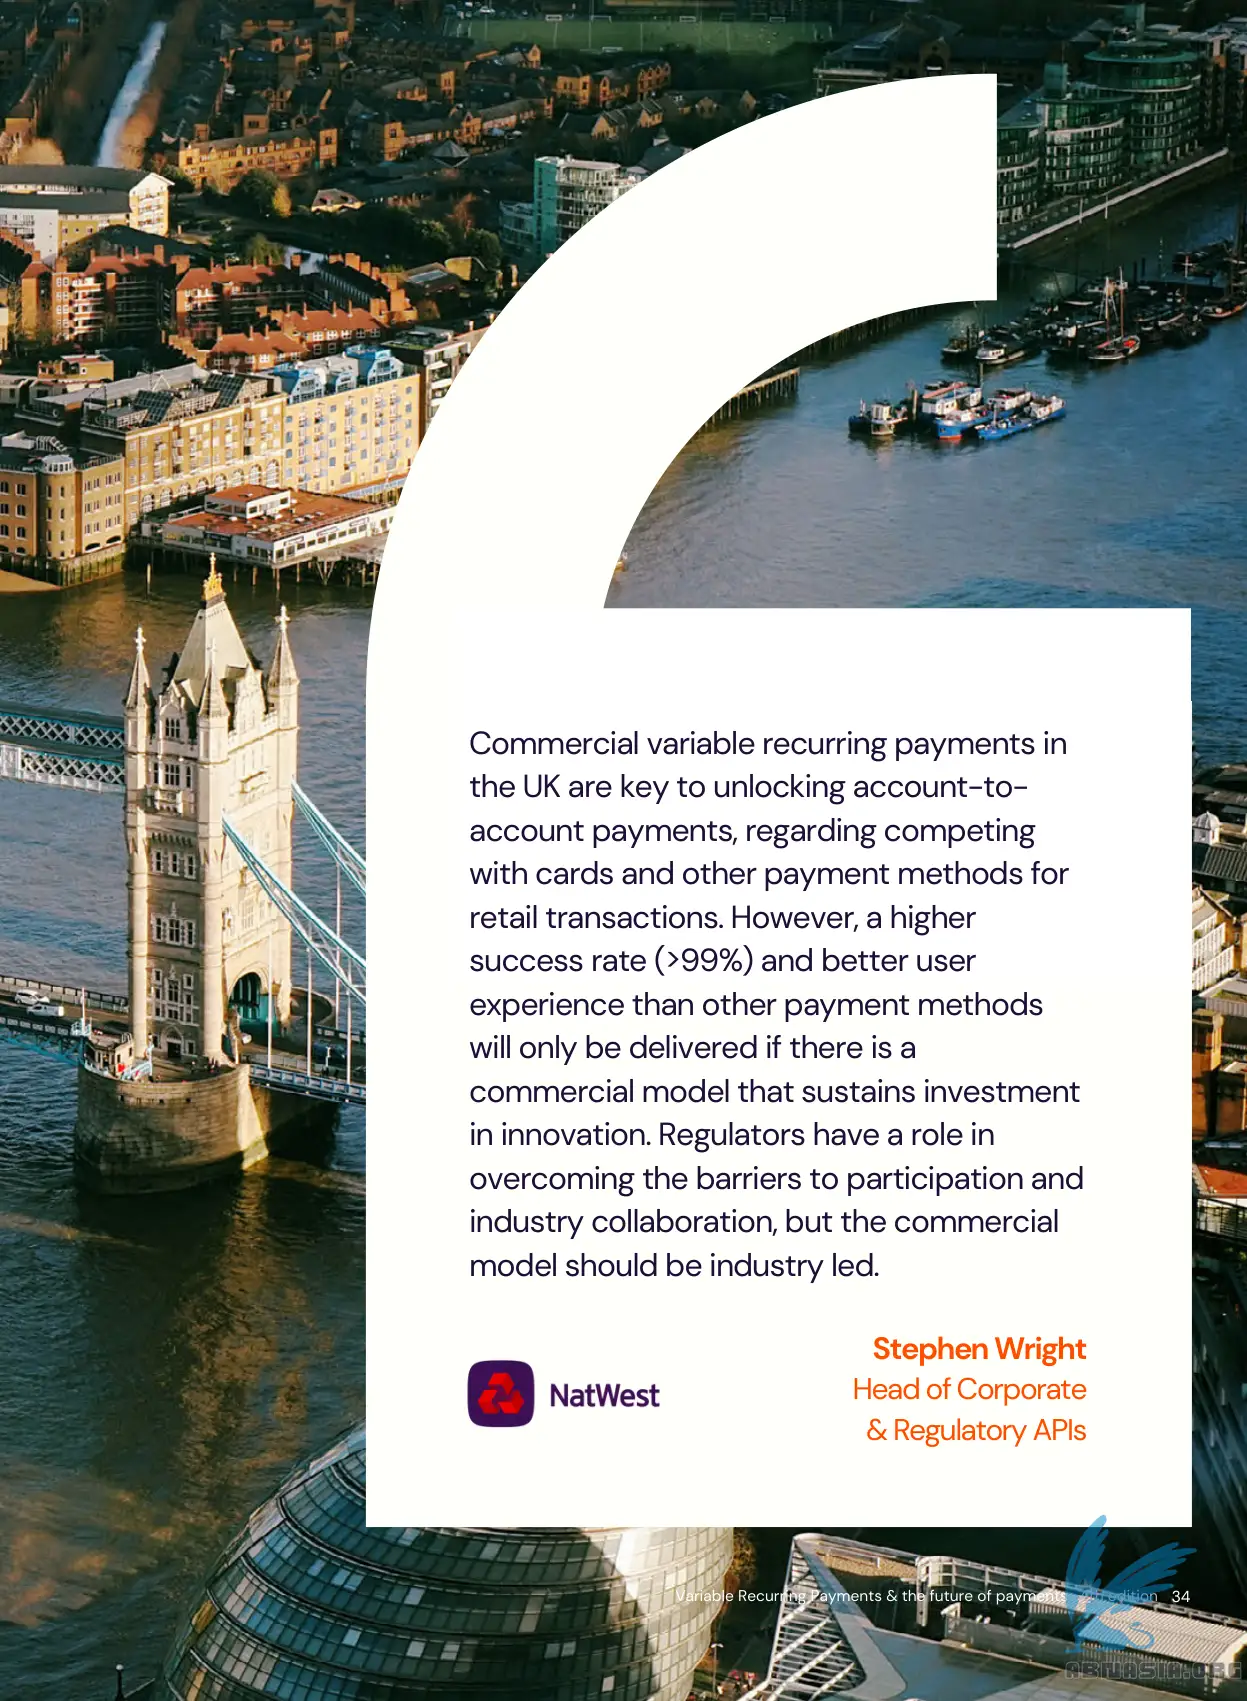 Commercial variable recurring payments in
the UK are key to unlocking account-to-
account payments, regarding competing
with cards and other payment methods for
retail transactions. However, a higher
success rate (>99%) and better user
experience than other payment methods
will only be delivered if there is a
commercial model that sustains investment
in innovation. Regulators have a role in
overcoming the barriers to participation and
industry collaboration, but the commercial
model should be industry led.
NatWest
Stephen Wright
Head of Corporate
& Regulatory APIs
Variable Recurring Payments & the future of payments edition 34
ABNASIA.ORG